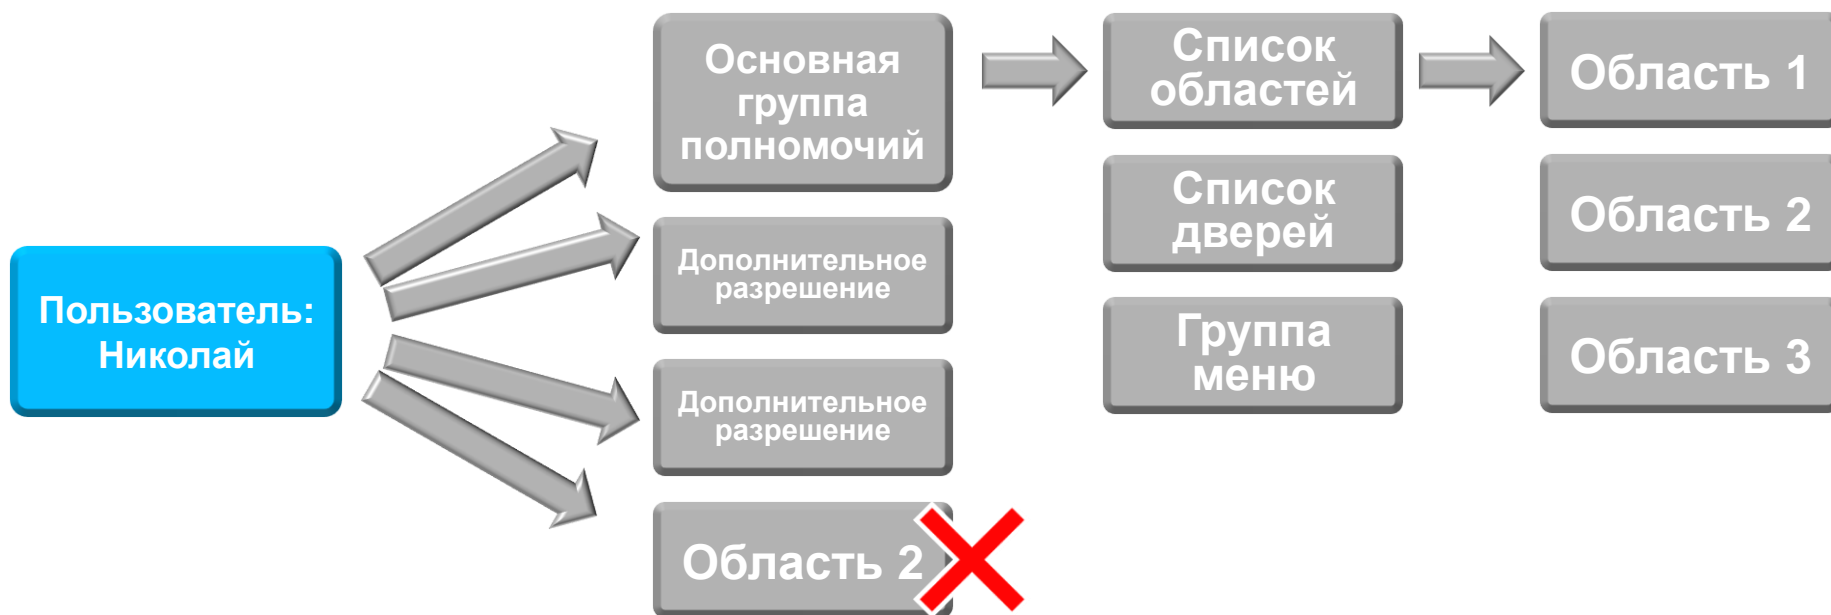 Пользователь:
Николай
Основная
группа
полномочий
Дополнительное
разрешение
Дополнительное
разрешение
Область 2
Список
областей
Список
дверей
Группа
меню
Область 1
Область 2
Область 3